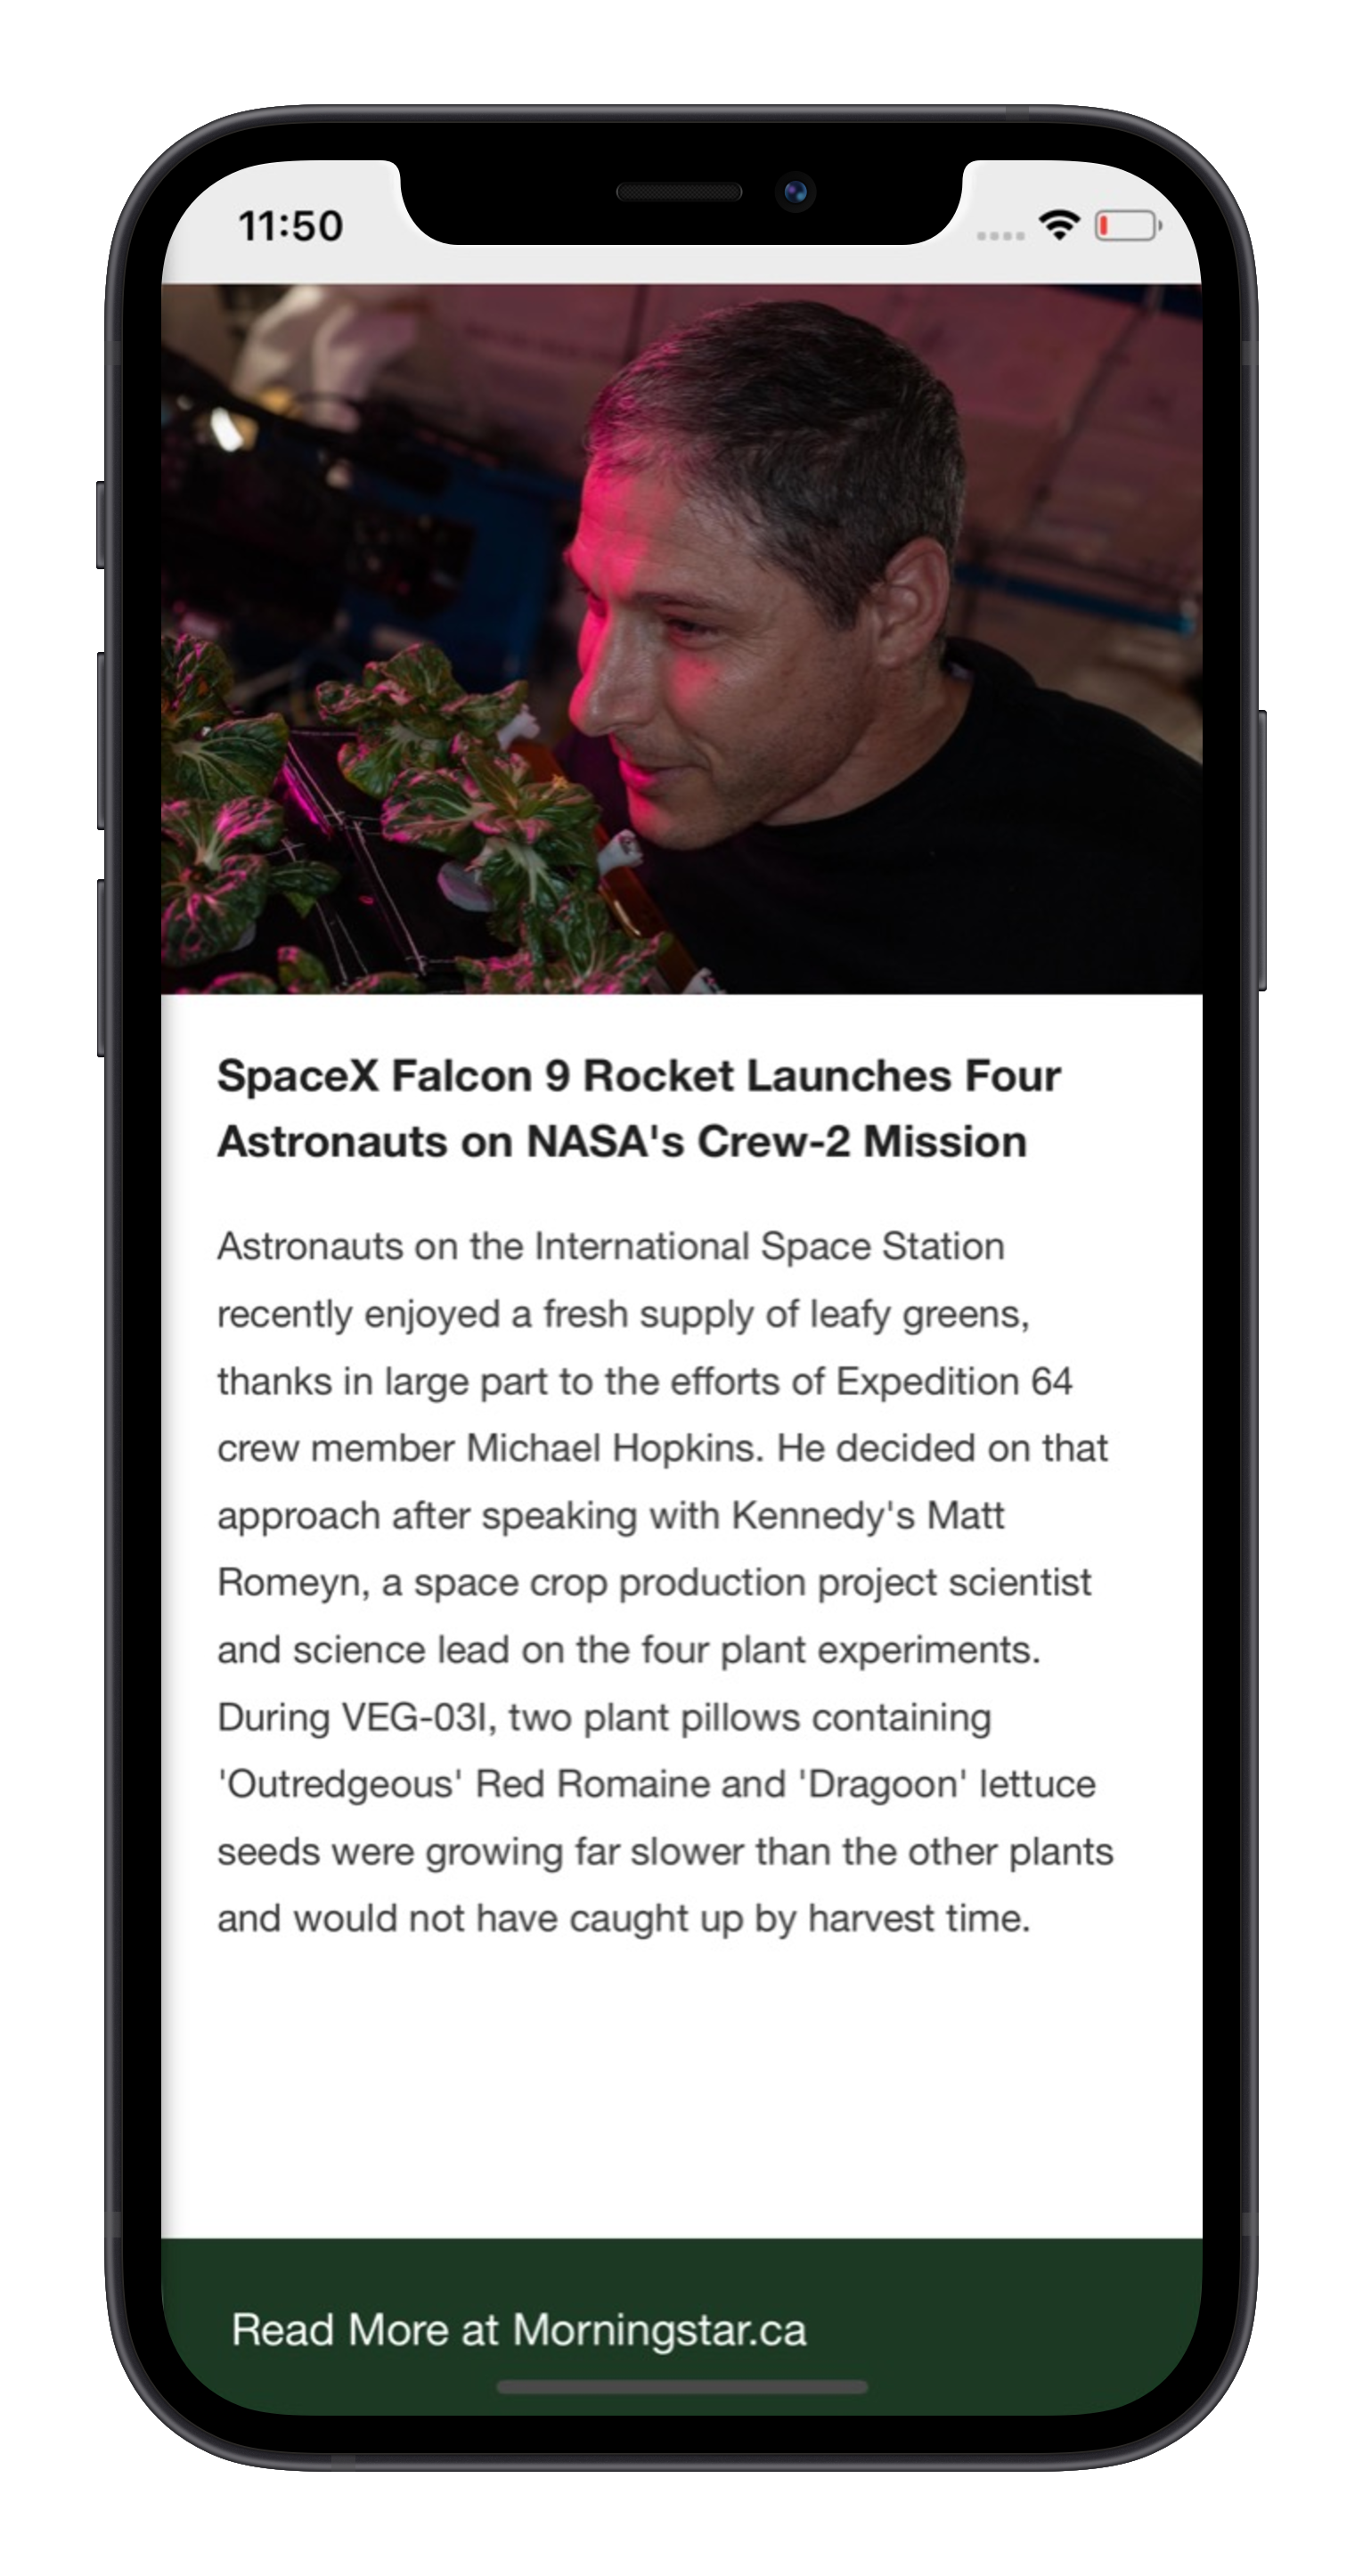 11:50
SpaceX Falcon 9 Rocket Launches Four
Astronauts on NASA's Crew-2 Mission
Astronauts on the International Space Station
recently enjoyed a fresh supply of leafy greens,
thanks in large part to the efforts of Expedition 64
crew member Michael Hopkins. He decided on that
approach after speaking with Kennedy's Matt
Romeyn, a space crop production project scientist
and science lead on the four plant experiments.
During VEG-03I, two plant pillows containing
'Outredgeous' Red Romaine and 'Dragoon' lettuce
seeds were growing far slower than the other plants
and would not have caught up by harvest time.
Read More at Morningstar.ca